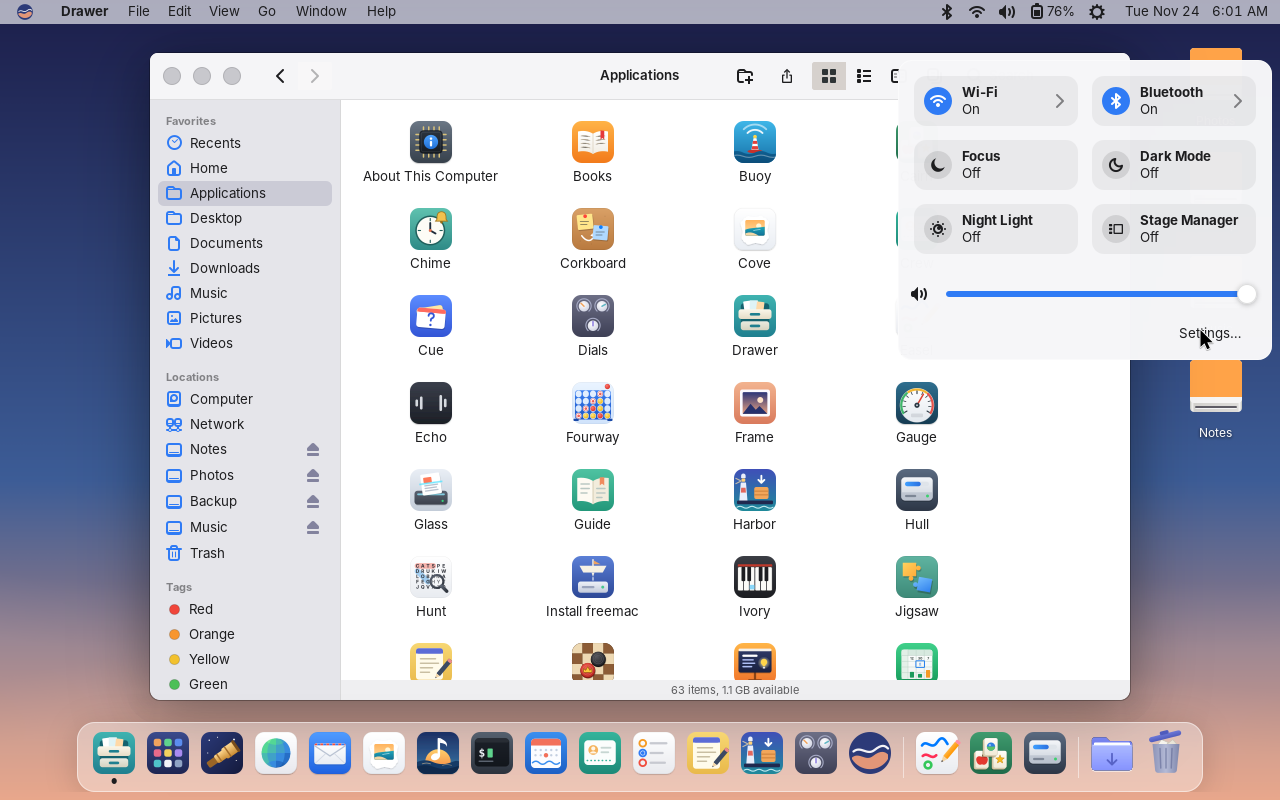 Drawer File Edit View Go Window Help 76% Tue Nov 24 6:01 AM
Applications
Wi-Fi
On
Bluetooth
On
Focus
Off
Dark Mode
Off
Night Light
Off
Stage Manager
Off
Settings...
Favorites
Recents
Home
Applications
Desktop
Documents
Downloads
Music
Pictures
Videos
Locations
Computer
Network
Notes
Photos
Backup
Music
Trash
Tags
Red
Orange
Yellow
Green
About This Computer Books Buoy
Chime Corkboard Cove
Cue Dials Drawer
Echo Fourway Frame Gauge
Glass Guide Harbor Hull
Hunt Install freemac Ivory Jigsaw
63 items, 1.1 GB available
Notes